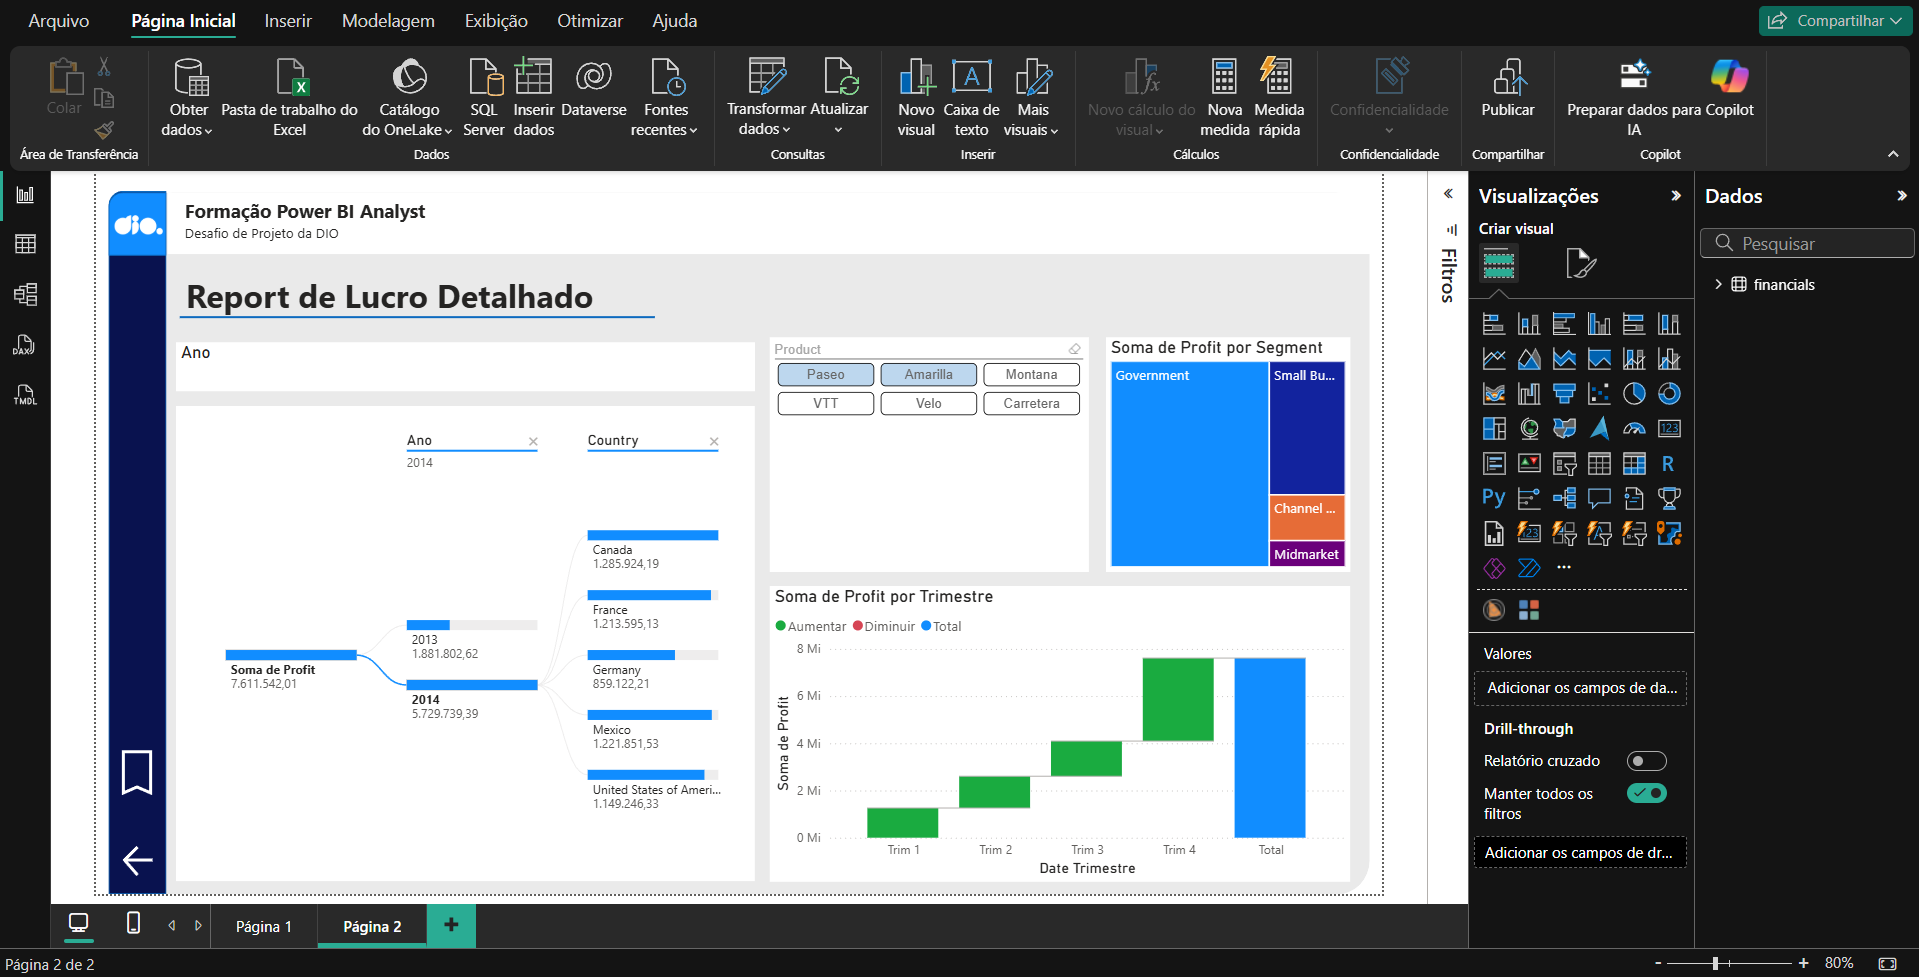 Arquivo Página Inicial Inserir Modelagem Exibição Otimizar Ajuda Compartilhar
Colar
Área de Transferência
Obter dados
Pasta de trabalho do Excel
Catálogo do OneLake
SQL Server
Inserir dados
Dataverse
Fontes recentes
Dados
Transformar dados
Atualizar
Consultas
Novo visual
Caixa de texto
Mais visuais
Inserir
Novo cálculo do visual
Nova medida
Medida rápida
Cálculos
Confidencialidade
Confidencialidade
Publicar
Compartilhar
Preparar dados para IA
Copilot
Copilot
DAX
TMDL
dio.
Formação Power BI Analyst
Desafio de Projeto da DIO
Report de Lucro Detalhado
Ano
Ano
2014
Country
Soma de Profit
7.611.542,01
2013
1.881.802,62
2014
5.729.739,39
Canada
1.285.924,19
France
1.213.595,13
Germany
859.122,21
Mexico
1.221.851,53
United States of Ameri...
1.149.246,33
Product
Paseo Amarilla Montana
VTT Velo Carretera
Soma de Profit por Segment
Government
Small Bu...
Channel ...
Midmarket
Soma de Profit por Trimestre
Aumentar Diminuir Total
Soma de Profit
8 Mi
6 Mi
4 Mi
2 Mi
0 Mi
Trim 1 Trim 2 Trim 3 Trim 4 Total
Date Trimestre
Filtros
Visualizações
Criar visual
123
R
Py
123
...
Valores
Adicionar os campos de da...
Drill-through
Relatório cruzado
Manter todos os filtros
Adicionar os campos de dr...
Dados
Pesquisar
financials
Página 1 Página 2 +
Página 2 de 2
- + 80%